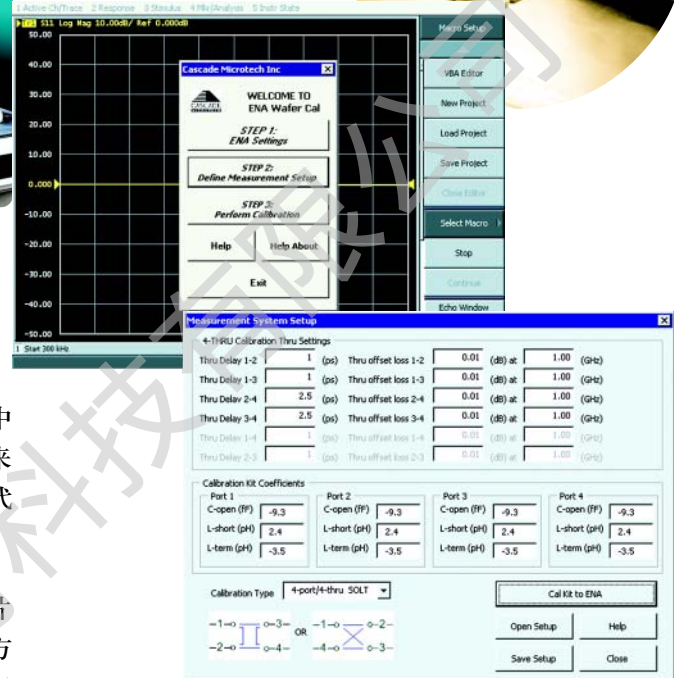 1 Active Ch/Trace 2 Response 3 Stimulus 4 Mkr/Analysis 5 Instr State
Tr1 S11 Log Mag 10.00dB/ Ref 0.000dB
50.00
40.00
30.00
20.00
10.00
0.000
-10.00
-20.00
-30.00
-40.00
-50.00
1 Start 300 kHz
Cascade Microtech Inc
CASCADE
WELCOME TO
ENA Wafer Cal
STEP 1:
ENA Settings
STEP 2:
Define Measurement Setup
STEP 3:
Perform Calibration
Help Help About
Exit
Macro Setup
VBA Editor
New Project
Load Project
Save Project
Close Editor
Select Macro
Stop
Continue
Echo Window
Measurement System Setup
4-THRU Calibration Thru Settings
Thru Delay 1-2 1 (ps) Thru offset loss 1-2 0.01 (dB) at 1.00 (GHz)
Thru Delay 1-3 1 (ps) Thru offset loss 1-3 0.01 (dB) at 1.00 (GHz)
Thru Delay 2-4 2.5 (ps) Thru offset loss 2-4 0.01 (dB) at 1.00 (GHz)
Thru Delay 3-4 2.5 (ps) Thru offset loss 3-4 0.01 (dB) at 1.00 (GHz)
Thru Delay 1-4 1 (ps) Thru offset loss 1-4 0.01 (dB) at 1.00 (GHz)
Thru Delay 2-3 1 (ps) Thru offset loss 2-3 0.01 (dB) at 1.00 (GHz)
Calibration Kit Coefficients
Port 1 Port 2 Port 3 Port 4
C-open (fF) -9.3 C-open (fF) -9.3 C-open (fF) -9.3 C-open (fF) -9.3
L-short (pH) 2.4 L-short (pH) 2.4 L-short (pH) 2.4 L-short (pH) 2.4
L-term (pH) -3.5 L-term (pH) -3.5 L-term (pH) -3.5 L-term (pH) -3.5
Calibration Type 4-port/4-thru SOLT
Cal Kit to ENA
-1-o o-3- OR -1-o o-2-
-2-o o-4- -4-o o-3-
Open Setup Help
Save Setup Close
中
来
代
方
科技有限公司